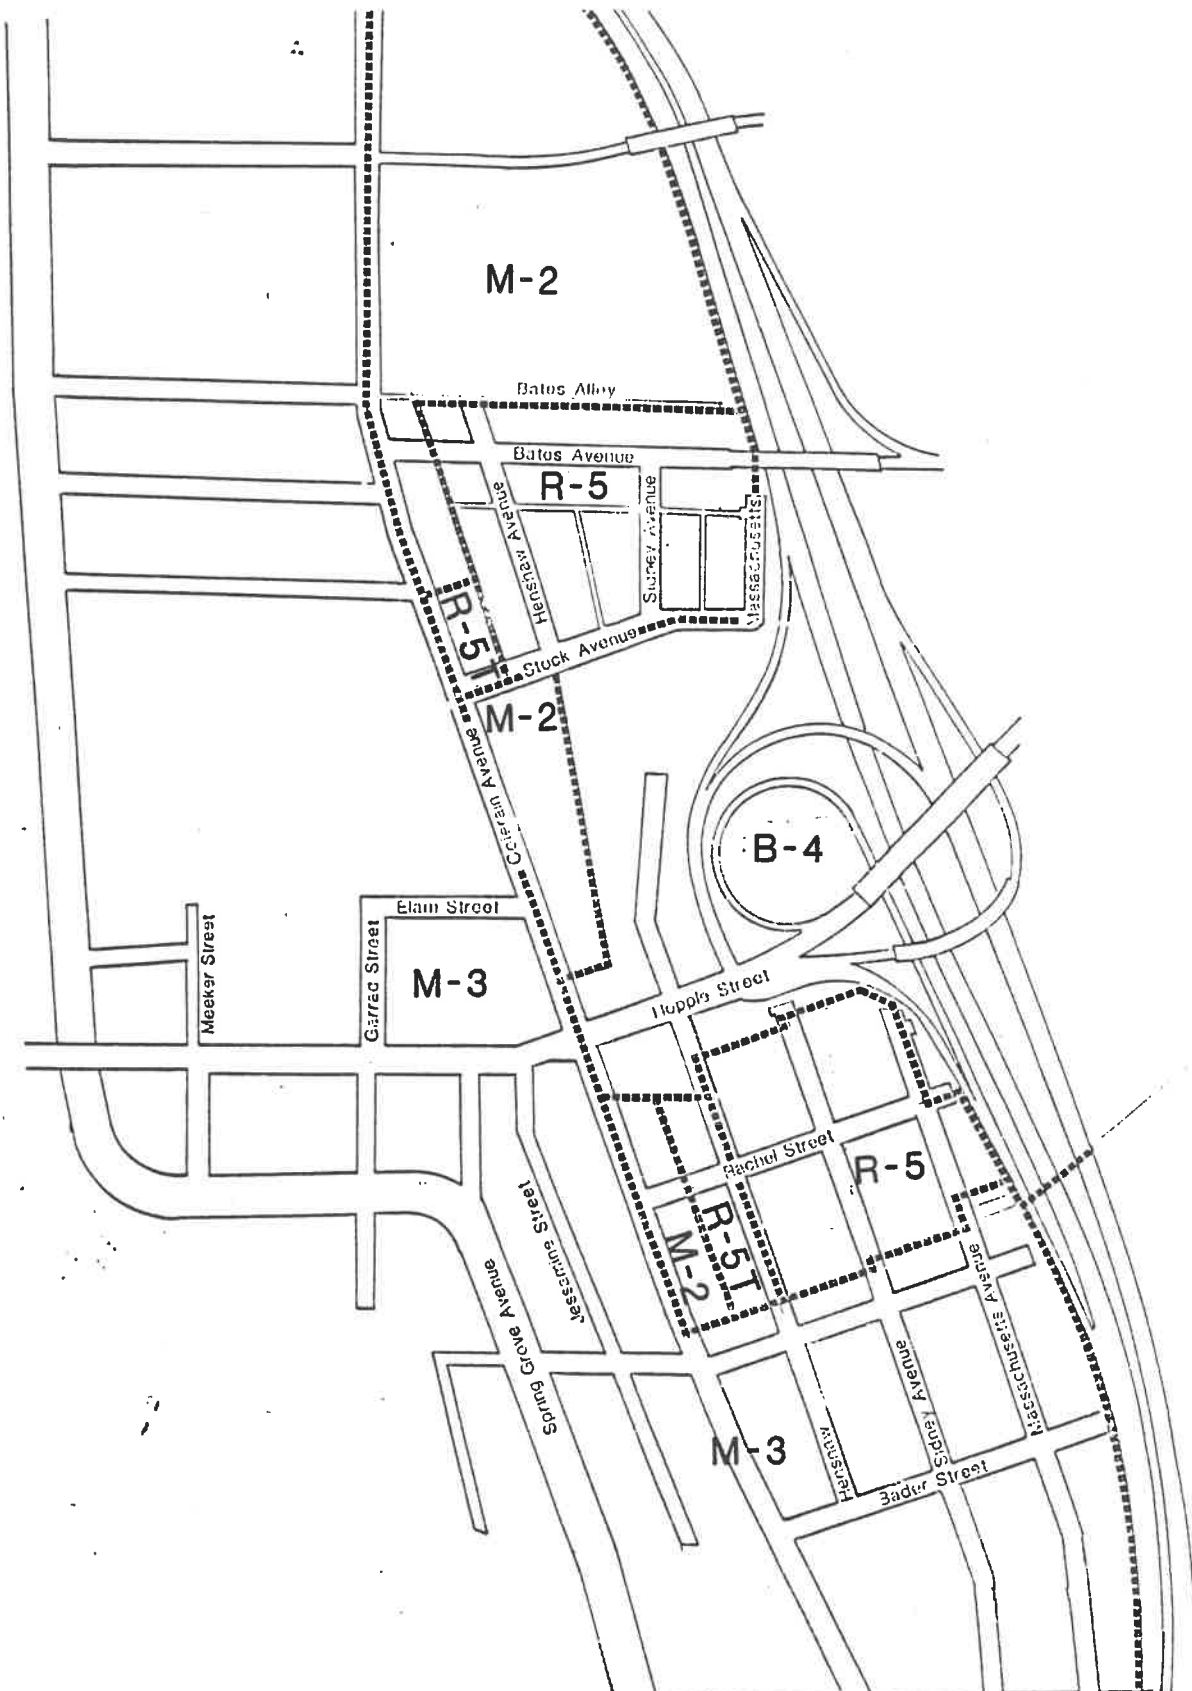 M-2
Bates Alley
Bates Avenue
R-5
Henshaw Avenue
Sidney Avenue
Massachusetts
R-5T
Stock Avenue
M-2
Colerain Avenue
B-4
Elam Street
Meeker Street
Garrad Street
M-3
Hopple Street
Rachel Street
R-5
R-5T
M-2
Jessamine Street
Spring Grove Avenue
Massachusetts Avenue
Sidney Avenue
M-3
Henshaw
Bader Street